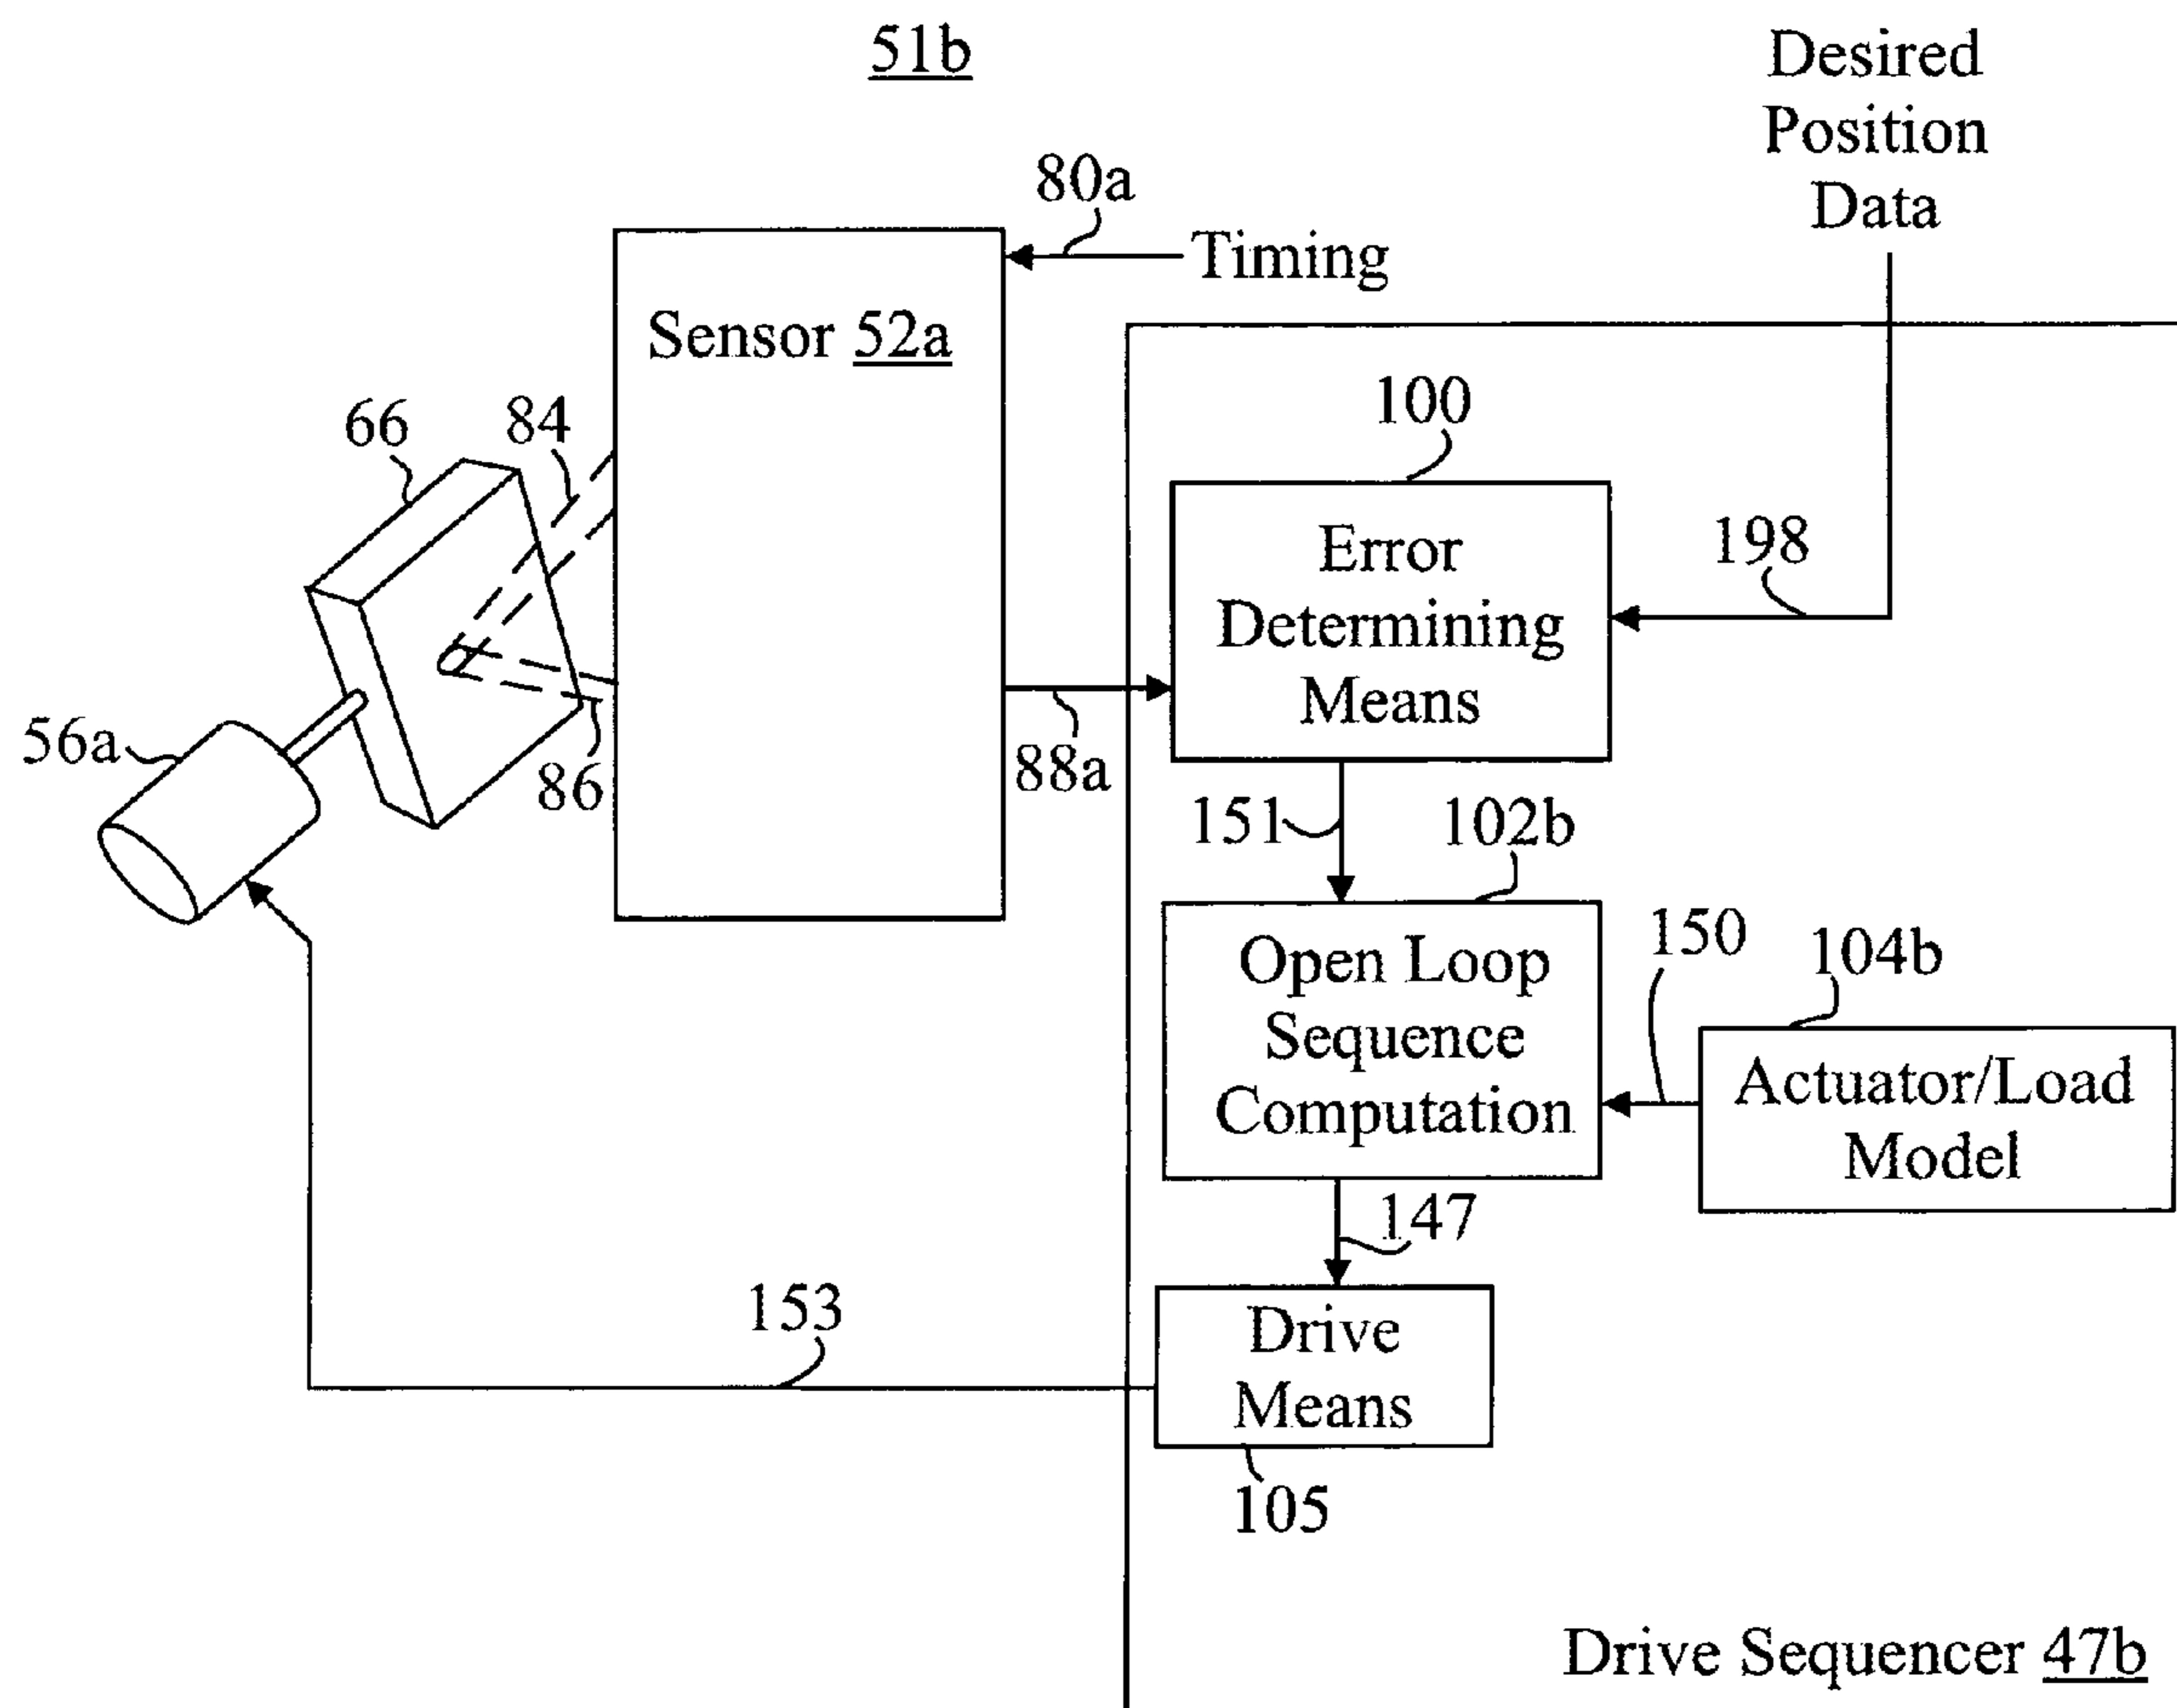 51b
Desired
Position
Data
80a
Timing
Sensor 52a
100
66
84
Error
Determining
Means
198
56a
86
88a
151
102b
Open Loop
Sequence
Computation
150
104b
Actuator/Load
Model
147
153
Drive
Means
105
Drive Sequencer 47b